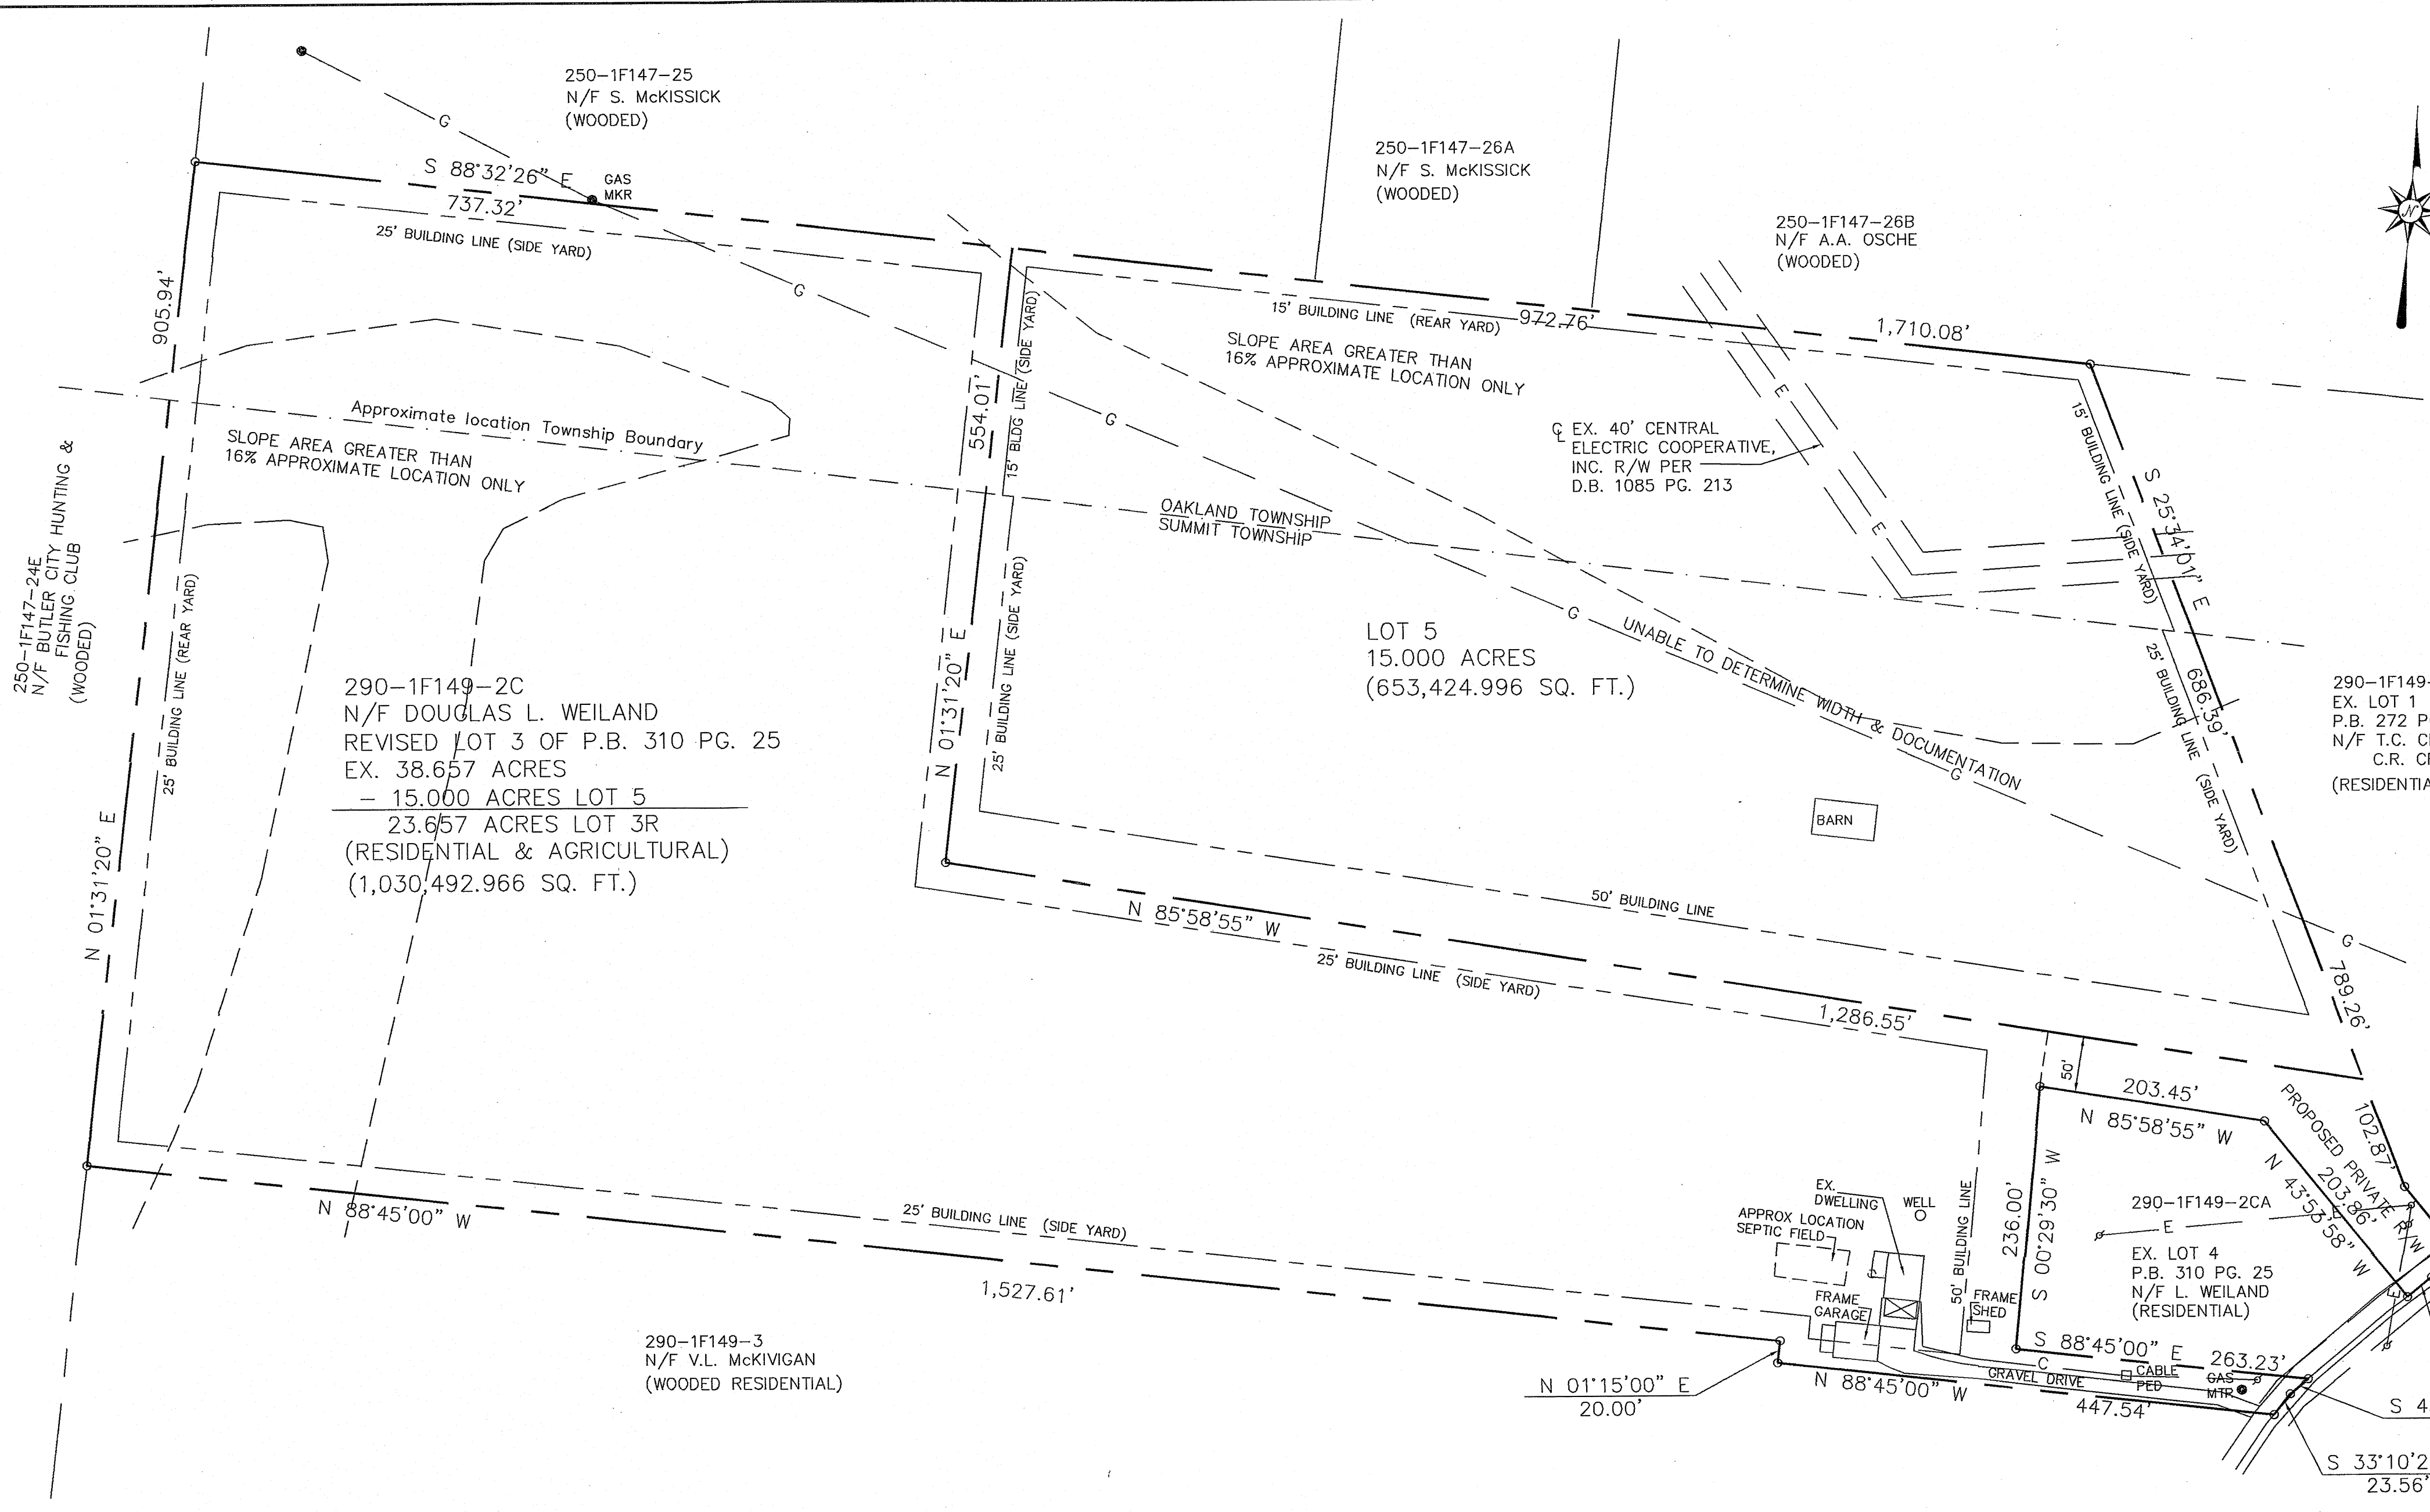 250-1F147-25
N/F S. McKISSICK
(WOODED)
250-1F147-26A
N/F S. McKISSICK
(WOODED)
250-1F147-26B
N/F A.A. OSCHE
(WOODED)
N
G
S 88°32'26" E
737.32'
GAS
MKR
25' BUILDING LINE (SIDE YARD)
905.94'
G
15' BUILDING LINE (REAR YARD)
972.76'
1,710.08'
SLOPE AREA GREATER THAN
16% APPROXIMATE LOCATION ONLY
15' BLDG LINE (SIDE YARD)
554.01'
G
E
15' BUILDING LINE (SIDE YARD)
Approximate location Township Boundary
SLOPE AREA GREATER THAN
16% APPROXIMATE LOCATION ONLY
℄ EX. 40' CENTRAL
ELECTRIC COOPERATIVE,
INC. R/W PER
D.B. 1085 PG. 213
S 25°34'01" E
E
OAKLAND TOWNSHIP
SUMMIT TOWNSHIP
250-1F147-24E
N/F BUTLER CITY HUNTING &
FISHING CLUB
(WOODED)
25' BUILDING LINE (REAR YARD)
N 01°31'20" E
25' BUILDING LINE (SIDE YARD)
G
UNABLE TO DETERMINE WIDTH & DOCUMENTATION
G
LOT 5
15.000 ACRES
(653,424.996 SQ. FT.)
686.39'
25' BUILDING LINE (SIDE YARD)
290-1F149-
EX. LOT 1
P.B. 272 P
N/F T.C. C
C.R. C
(RESIDENTIA
290-1F149-2C
N/F DOUGLAS L. WEILAND
REVISED LOT 3 OF P.B. 310 PG. 25
EX. 38.657 ACRES
- 15.000 ACRES LOT 5
23.657 ACRES LOT 3R
(RESIDENTIAL & AGRICULTURAL)
(1,030,492.966 SQ. FT.)
N 01°31'20" E
BARN
50' BUILDING LINE
N 85°58'55" W
25' BUILDING LINE (SIDE YARD)
1,286.55'
G
789.26'
50'
203.45'
N 85°58'55" W
102.87'
PROPOSED PRIVATE R/W
203.86'
N 43°53'58" W
236.00'
S 00°29'30" W
290-1F149-2CA
E
E
EX. LOT 4
P.B. 310 PG. 25
N/F L. WEILAND
(RESIDENTIAL)
E
EX.
DWELLING
WELL
APPROX LOCATION
SEPTIC FIELD
50' BUILDING LINE
FRAME
GARAGE
FRAME
SHED
N 88°45'00" W
25' BUILDING LINE (SIDE YARD)
1,527.61'
290-1F149-3
N/F V.L. McKIVIGAN
(WOODED RESIDENTIAL)
S 88°45'00" E
263.23'
C
CABLE
PED
GAS
MTR
GRAVEL DRIVE
N 01°15'00" E
20.00'
N 88°45'00" W
447.54'
S 4
S 33°10'2
23.56'